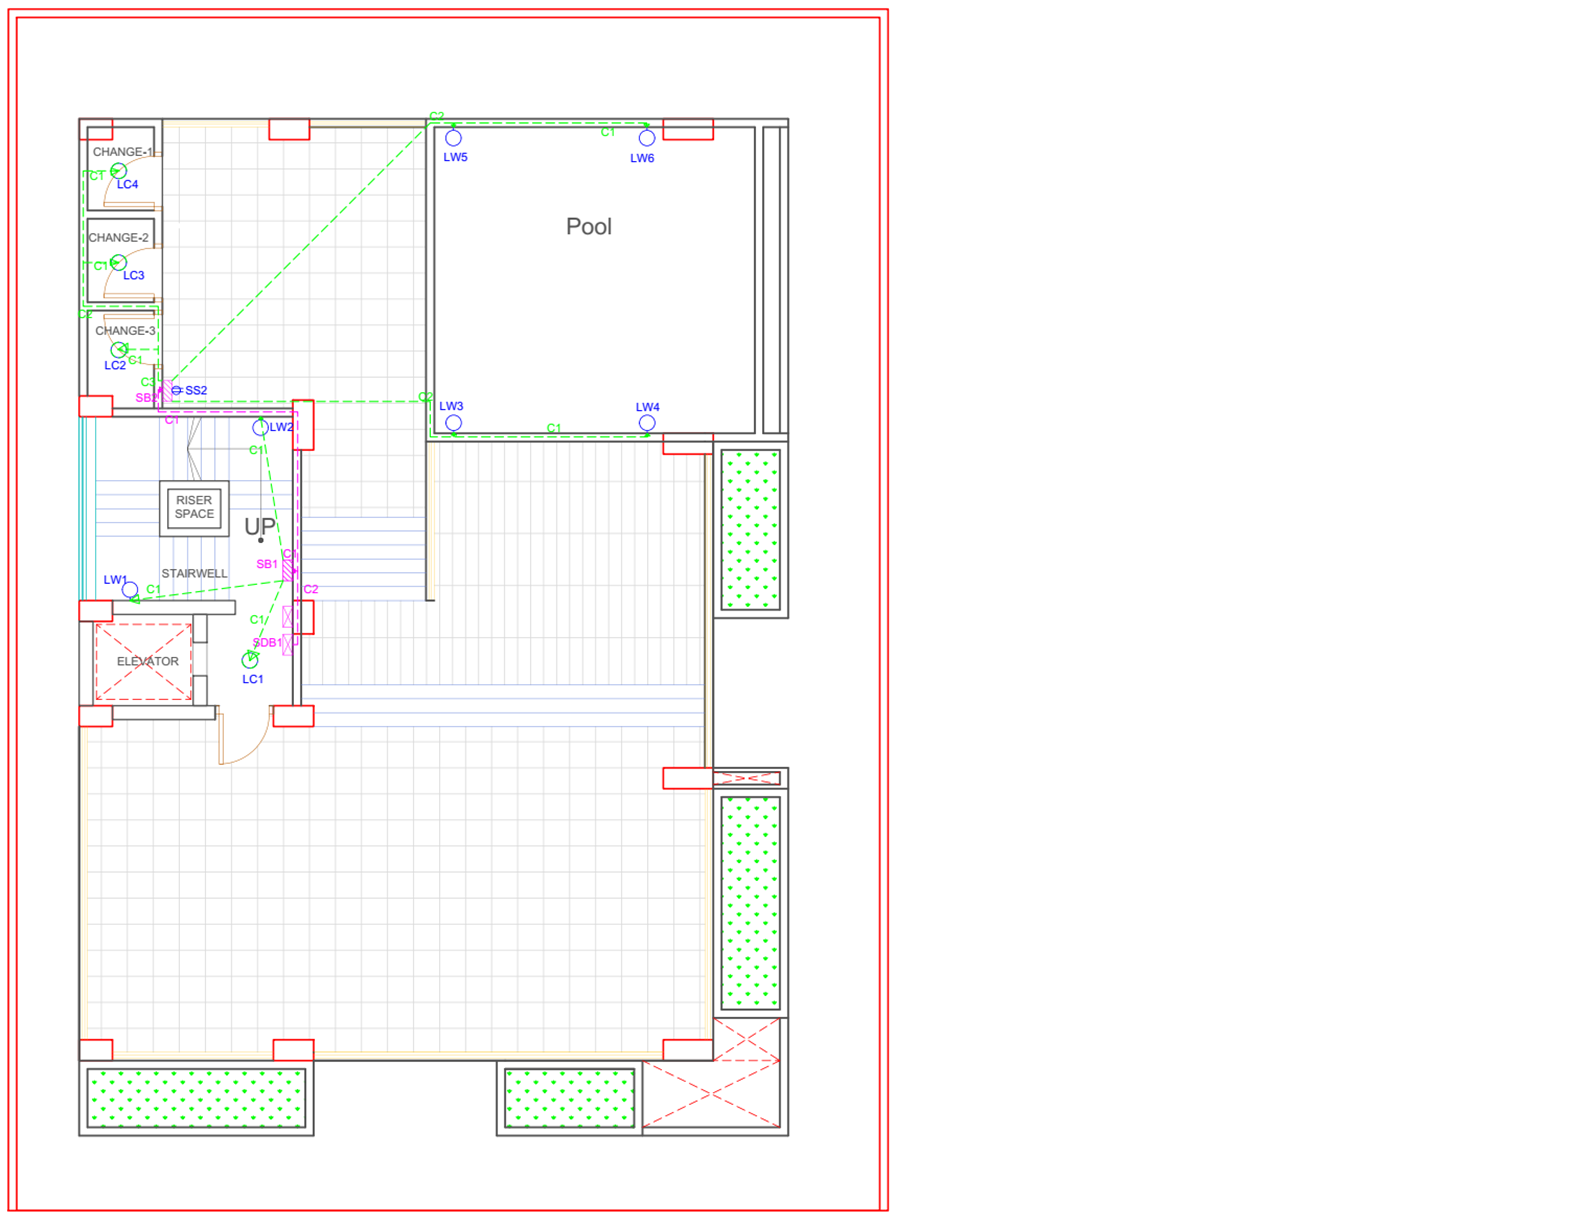 C2
C1
LW5
LW6
CHANGE-1
C1
LC4
Pool
CHANGE-2
C1
LC3
C2
CHANGE-3
C1
LC2
C3
SS2
SB2
C1
C2
LW3
LW4
C1
LW2
C1
RISER
SPACE
UP
C1
SB1
STAIRWELL
LW1
C1
C2
C1
SDB1
ELEVATOR
LC1